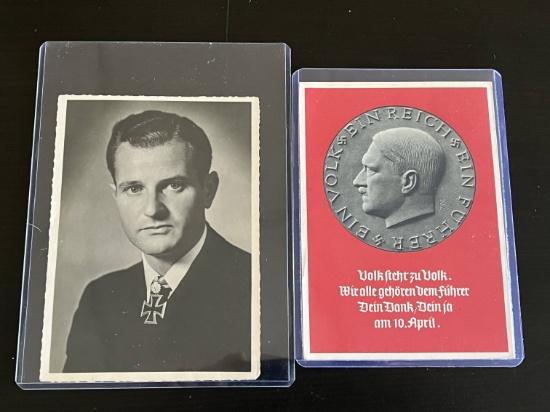 EIN VOLK EIN REICH EIN FÜHRER
Volk steht zu Volk.
Wir alle gehören dem Führer
Dein Dank, Dein ja
am 10. April.